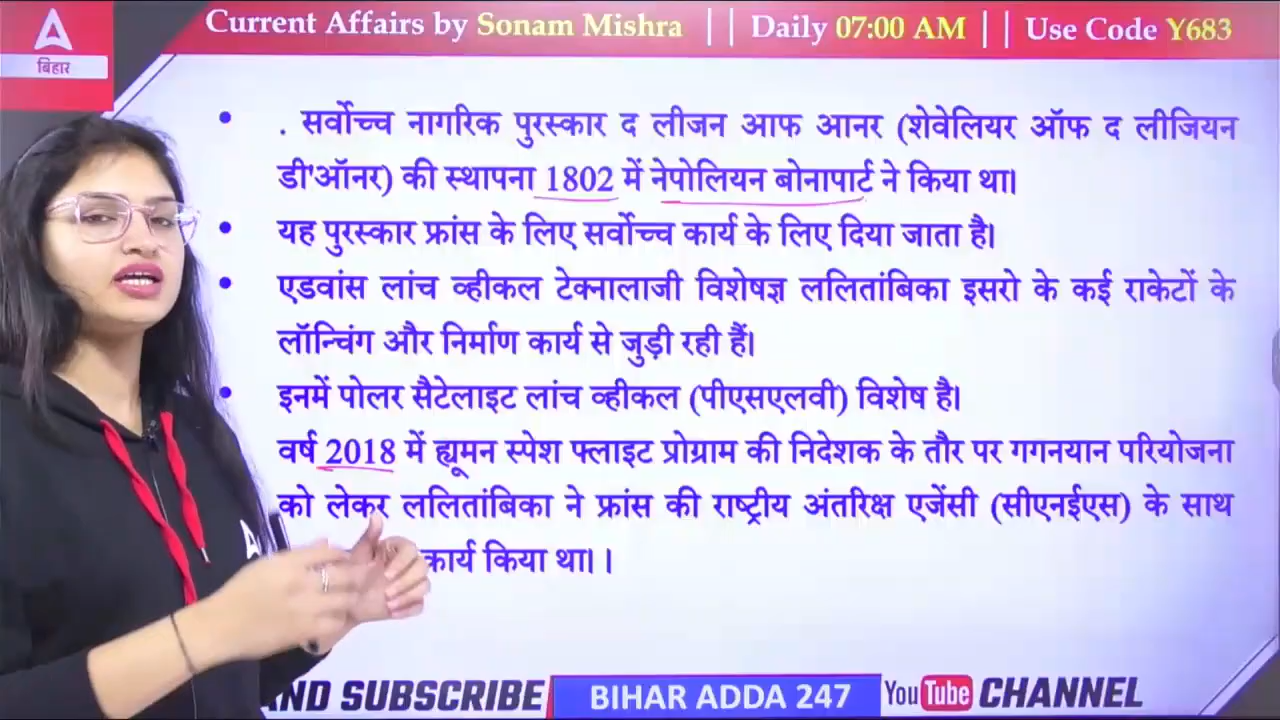 Current Affairs by Sonam Mishra || Daily 07:00 AM || Use Code Y683
बिहार
• . सर्वोच्च नागरिक पुरस्कार द लीजन आफ आनर (शेवेलियर ऑफ द लीजियन
डी'ऑनर) की स्थापना 1802 में नेपोलियन बोनापार्ट ने किया था।
• यह पुरस्कार फ्रांस के लिए सर्वोच्च कार्य के लिए दिया जाता है।
• एडवांस लांच व्हीकल टेक्नालाजी विशेषज्ञ ललितांबिका इसरो के कई राकेटों के
लॉन्चिंग और निर्माण कार्य से जुड़ी रही हैं।
• इनमें पोलर सैटेलाइट लांच व्हीकल (पीएसएलवी) विशेष है।
वर्ष 2018 में ह्यूमन स्पेश फ्लाइट प्रोग्राम की निदेशक के तौर पर गगनयान परियोजना
को लेकर ललितांबिका ने फ्रांस की राष्ट्रीय अंतरिक्ष एजेंसी (सीएनईएस) के साथ
कार्य किया था।।
AND SUBSCRIBE BIHAR ADDA 247 YouTube CHANNEL